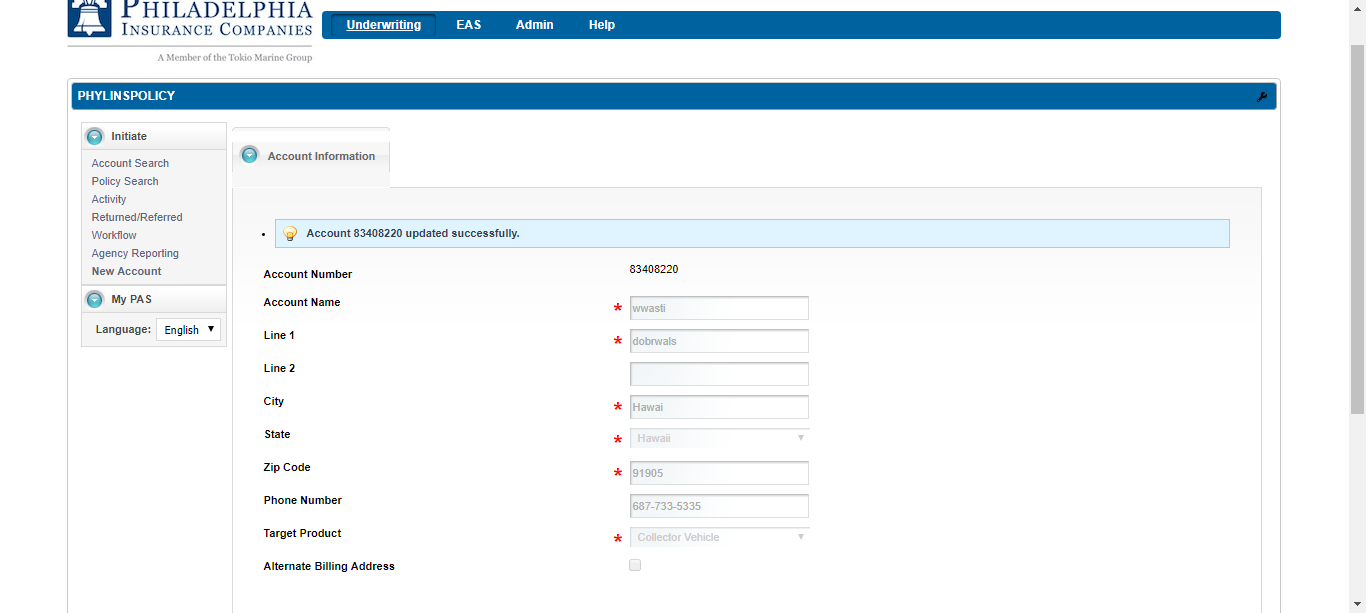 PHILADELPHIA
INSURANCE COMPANIES
A Member of the Tokio Marine Group
Underwriting EAS Admin Help
PHYLINSPOLICY
Initiate
Account Search
Policy Search
Activity
Returned/Referred
Workflow
Agency Reporting
New Account
My PAS
Language: English
Account Information
Account 83408220 updated successfully.
Account Number 83408220
Account Name * wwasti
Line 1 * dobrwals
Line 2
City * Hawai
State * Hawaii
Zip Code * 91905
Phone Number 687-733-5335
Target Product * Collector Vehicle
Alternate Billing Address